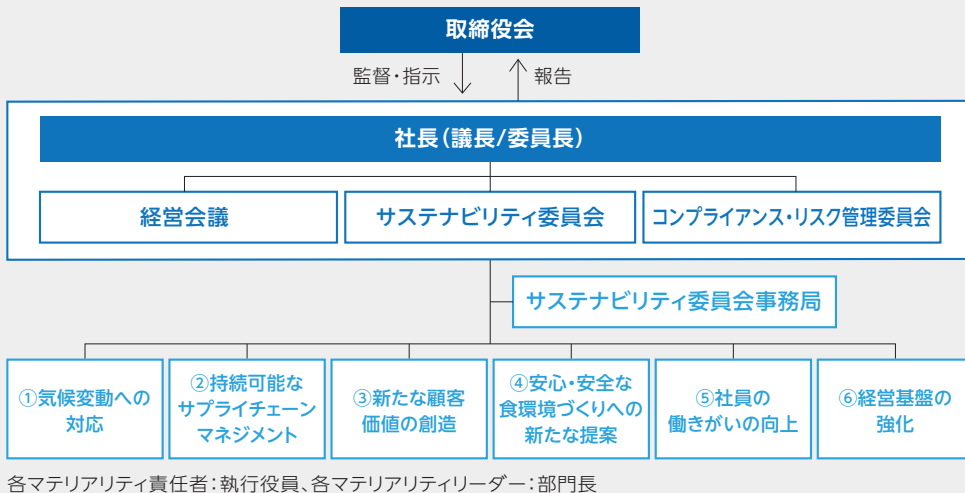 取締役会
監督・指示
報告
社長(議長/委員長)
経営会議
サステナビリティ委員会
コンプライアンス・リスク管理委員会
サステナビリティ委員会事務局
①気候変動への
対応
②持続可能な
サプライチェーン
マネジメント
③新たな顧客
価値の創造
④安心・安全な
食環境づくりへの
新たな提案
⑤社員の
働きがいの向上
⑥経営基盤の
強化
各マテリアリティ責任者:執行役員、各マテリアリティリーダー:部門長